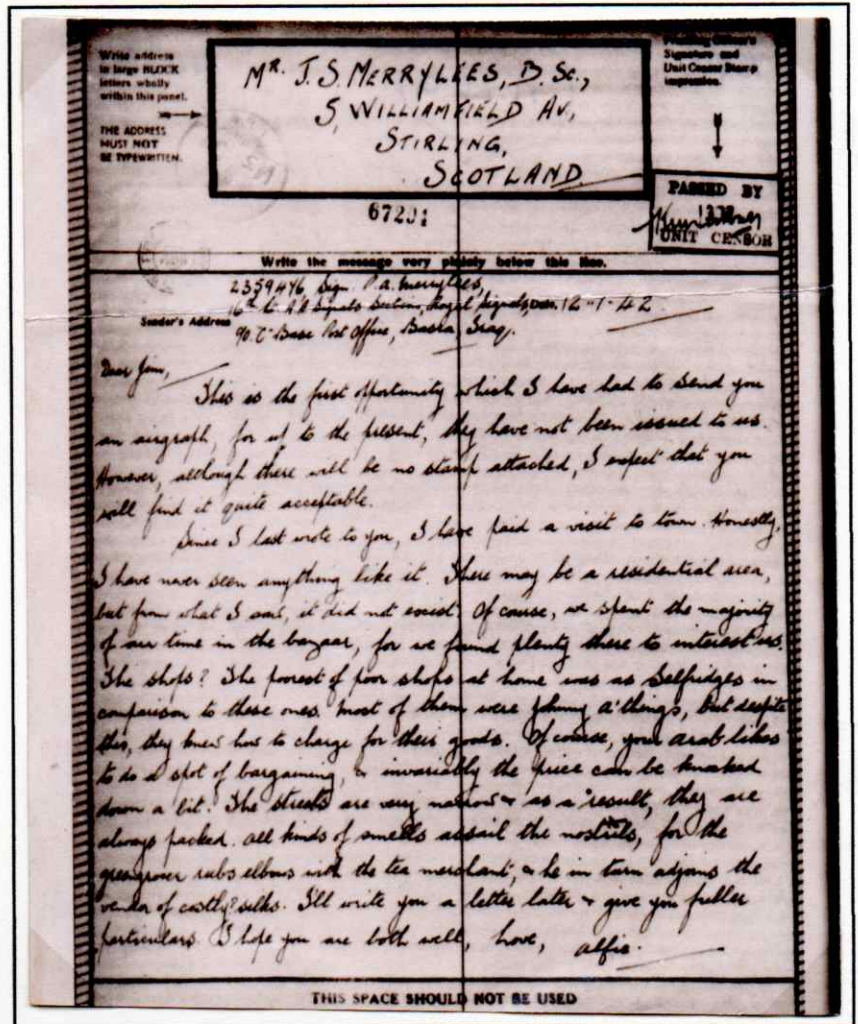 Write address
in large BLOCK
letters wholly
within this panel.
THE ADDRESS
MUST NOT
BE TYPEWRITTEN.
MR. J. S. MERRYLEES, B. Sc.,
5, WILLIAMFIELD AV,
STIRLING,
SCOTLAND
Signature and
Unit Censor Stamp
impression.
PASSED BY
UNIT CENSOR
67201
Write the message very plainly below this line.
2359476 Sign. P. A. Merrylees,
Signals Section, Royal Signals, Date. 12-1-42
Sender's Address
Base Post Office, Basra, Iraq.
Dear Jim,
This is the first opportunity which I have had to send you
an airgraph, for up to the present, they have not been issued to us.
However, although there will be no stamp attached, I expect that you
will find it quite acceptable.
Since I last wrote to you, I have paid a visit to town. Honestly,
I have never seen anything like it. There may be a residential area,
but from what I saw, it did not exist. Of course, we spent the majority
of our time in the bazaar, for we found plenty there to interest us.
The shops? The poorest of poor shops at home was as Selfridges in
comparison to these ones. Most of them were Johnny a' things, but despite
this, they knew how to charge for their goods. Of course, your arab likes
to do a spot of bargaining, & invariably the price can be knocked
down a bit. The streets are very narrow & as a result, they are
always packed. All kinds of smells assail the nostrils, for the
greengrocer rubs elbows with the tea merchant, & he in turn adjoins the
vendor of costly? silks. I'll write you a letter later & give you fuller
particulars. I hope you are both well, Love, Alfie.
THIS SPACE SHOULD NOT BE USED